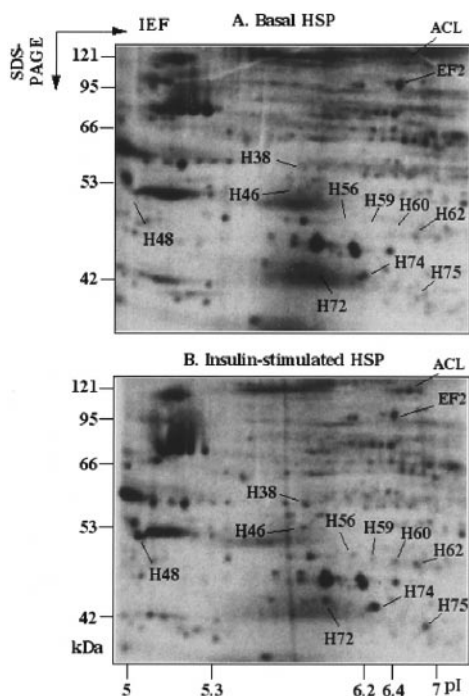 IEF
SDS-
PAGE
A. Basal HSP
ACL
EF2
121
95
66
53
42
H38
H46
H56
H59
H60
H62
H48
H74
H75
H72
B. Insulin-stimulated HSP
ACL
EF2
121
95
66
53
42
kDa
H38
H46
H56
H59
H60
H62
H48
H74
H75
H72
5
5.3
6.2
6.4
7
pI